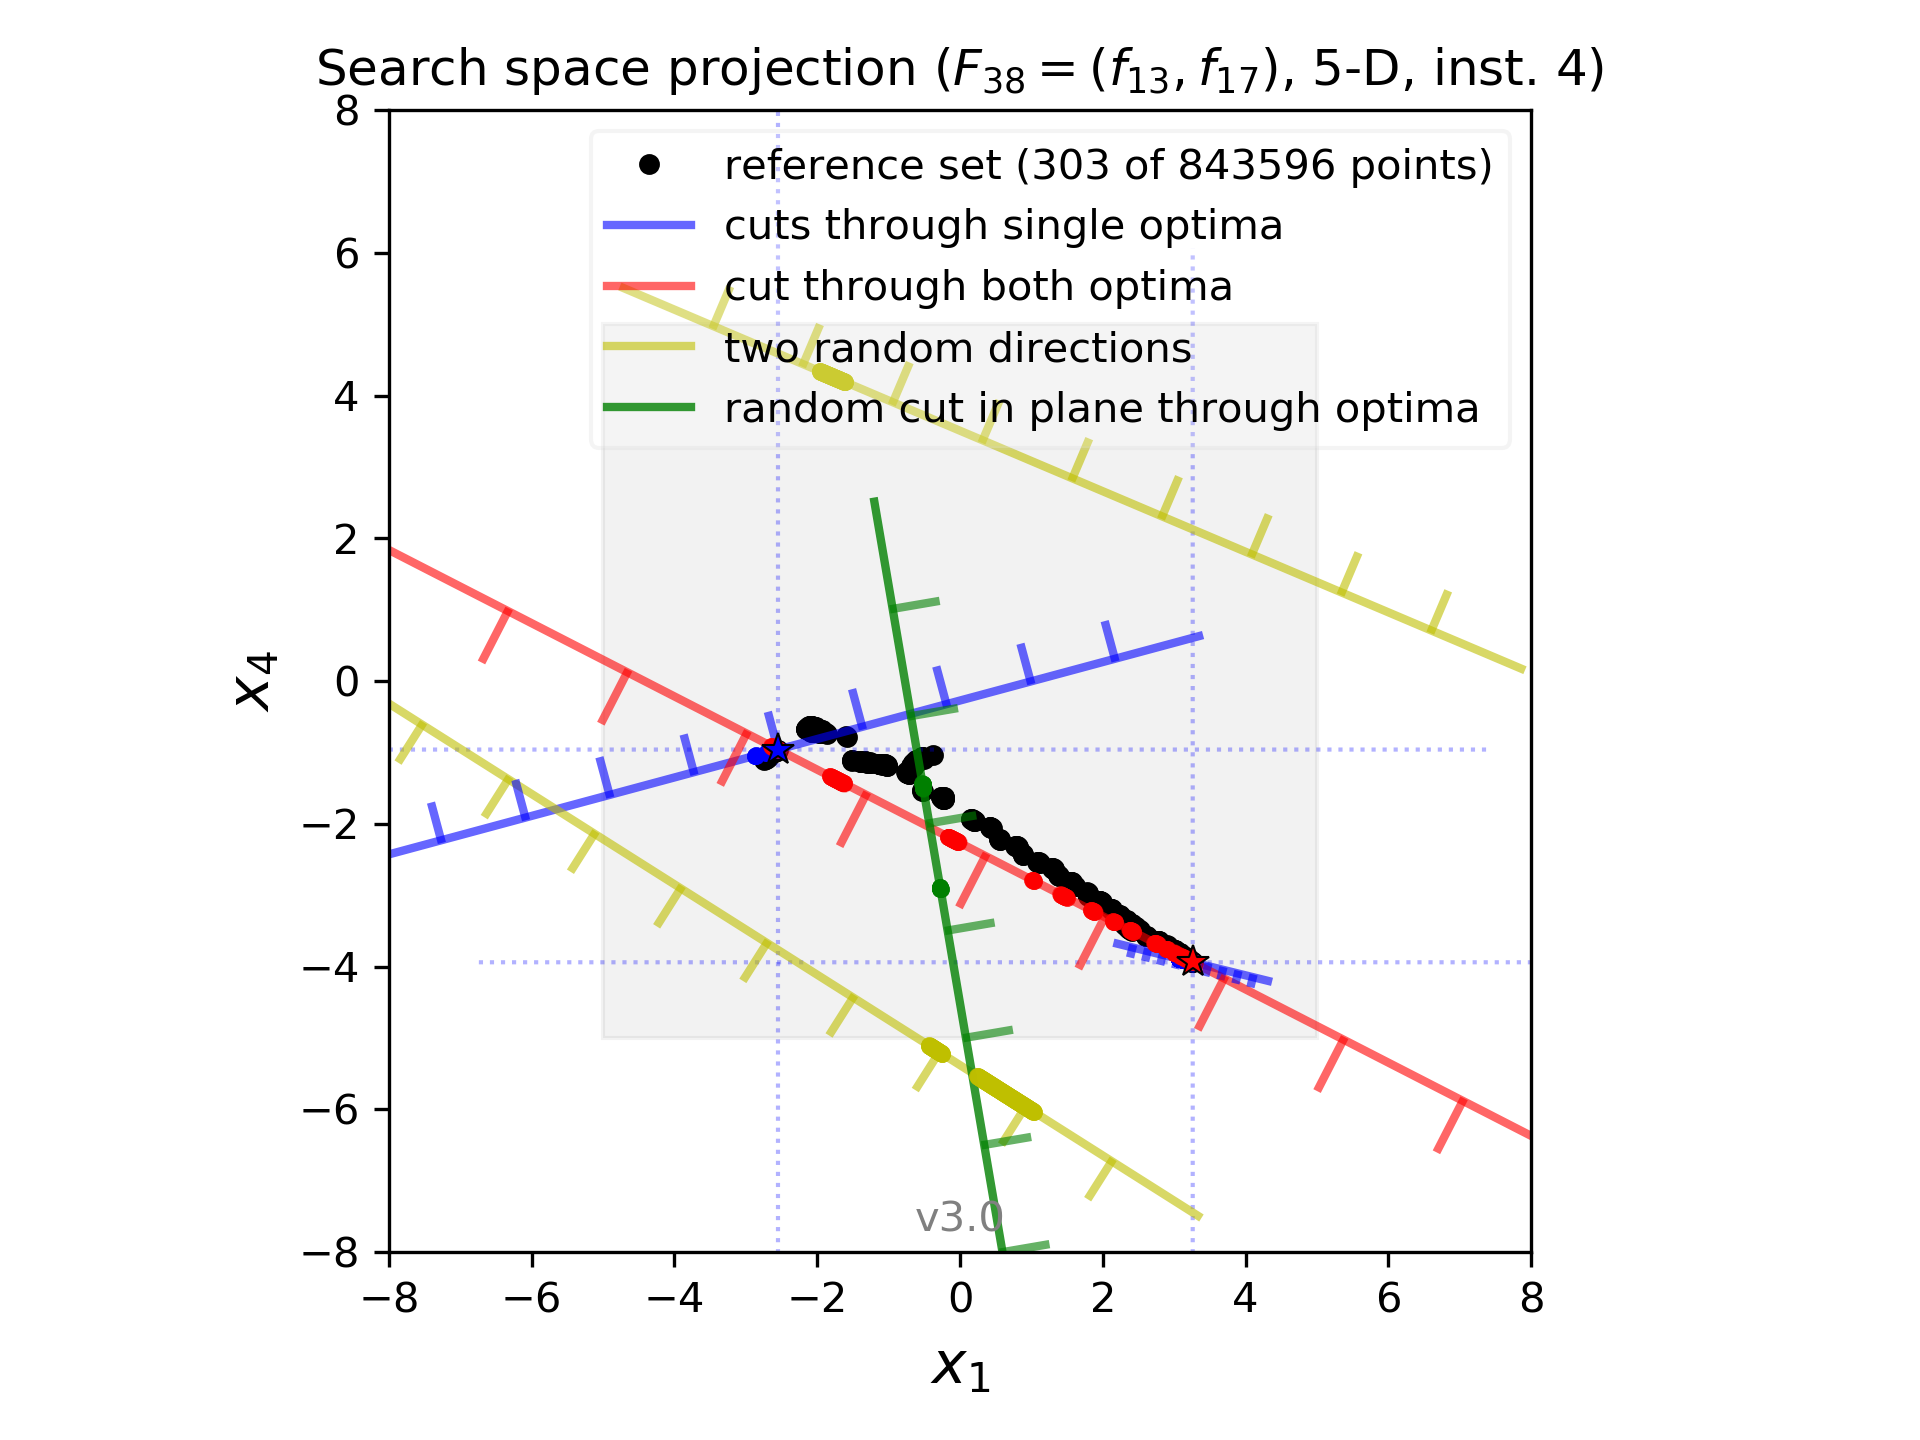 Search space projection (F38 = (f13, f17), 5-D, inst. 4)
reference set (303 of 843596 points)
cuts through single optima
cut through both optima
two random directions
random cut in plane through optima
8
6
4
2
0
−2
−4
−6
−8
x4
v3.0
−8 −6 −4 −2 0 2 4 6 8
x1